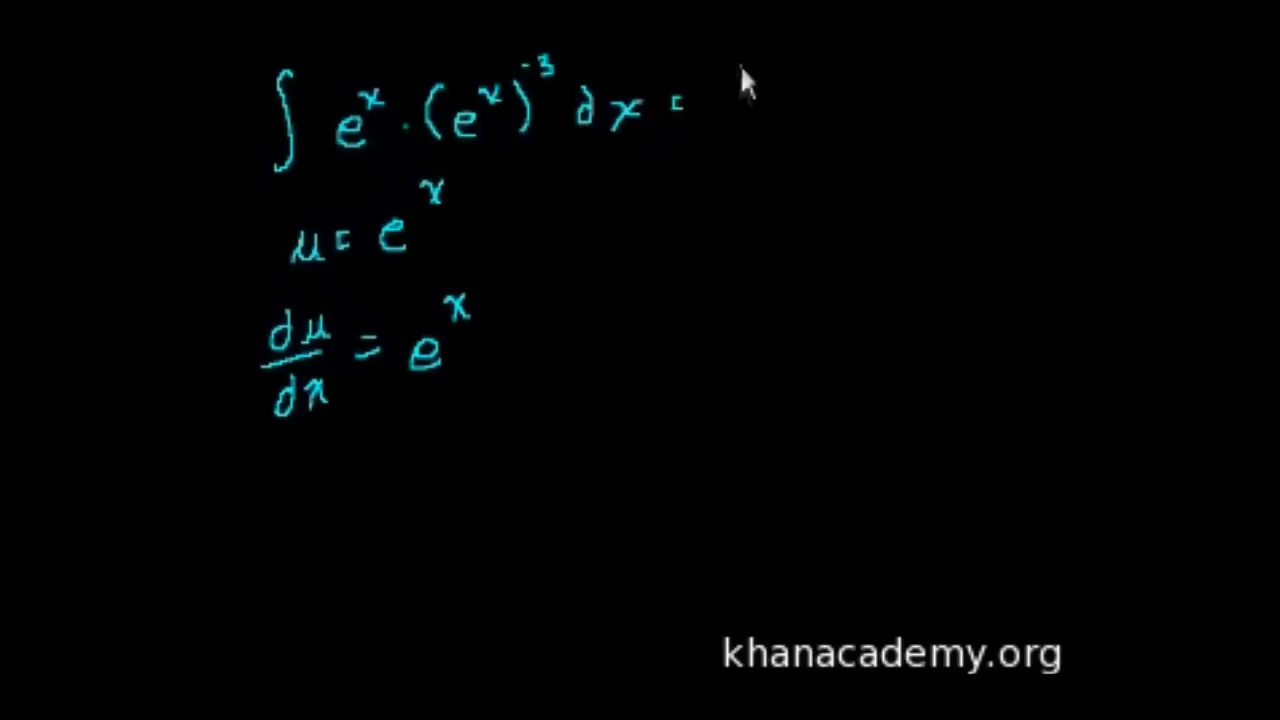 ∫ e^x · (e^x)^-3 dx =
u = e^x
du/dx = e^x
khanacademy.org